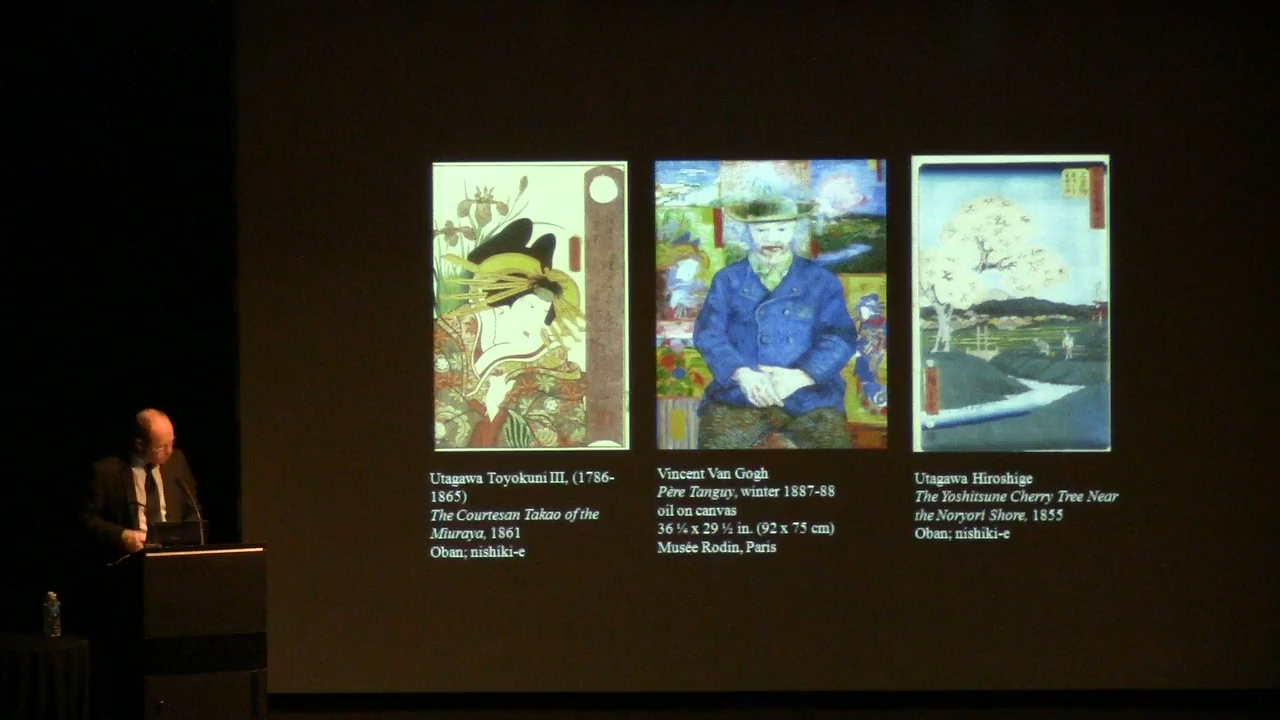 Utagawa Toyokuni III, (1786-
1865)
The Courtesan Takao of the
Miuraya, 1861
Oban; nishiki-e
Vincent Van Gogh
Père Tanguy, winter 1887-88
oil on canvas
36 ¼ x 29 ½ in. (92 x 75 cm)
Musée Rodin, Paris
Utagawa Hiroshige
The Yoshitsune Cherry Tree Near
the Noryori Shore, 1855
Oban; nishiki-e